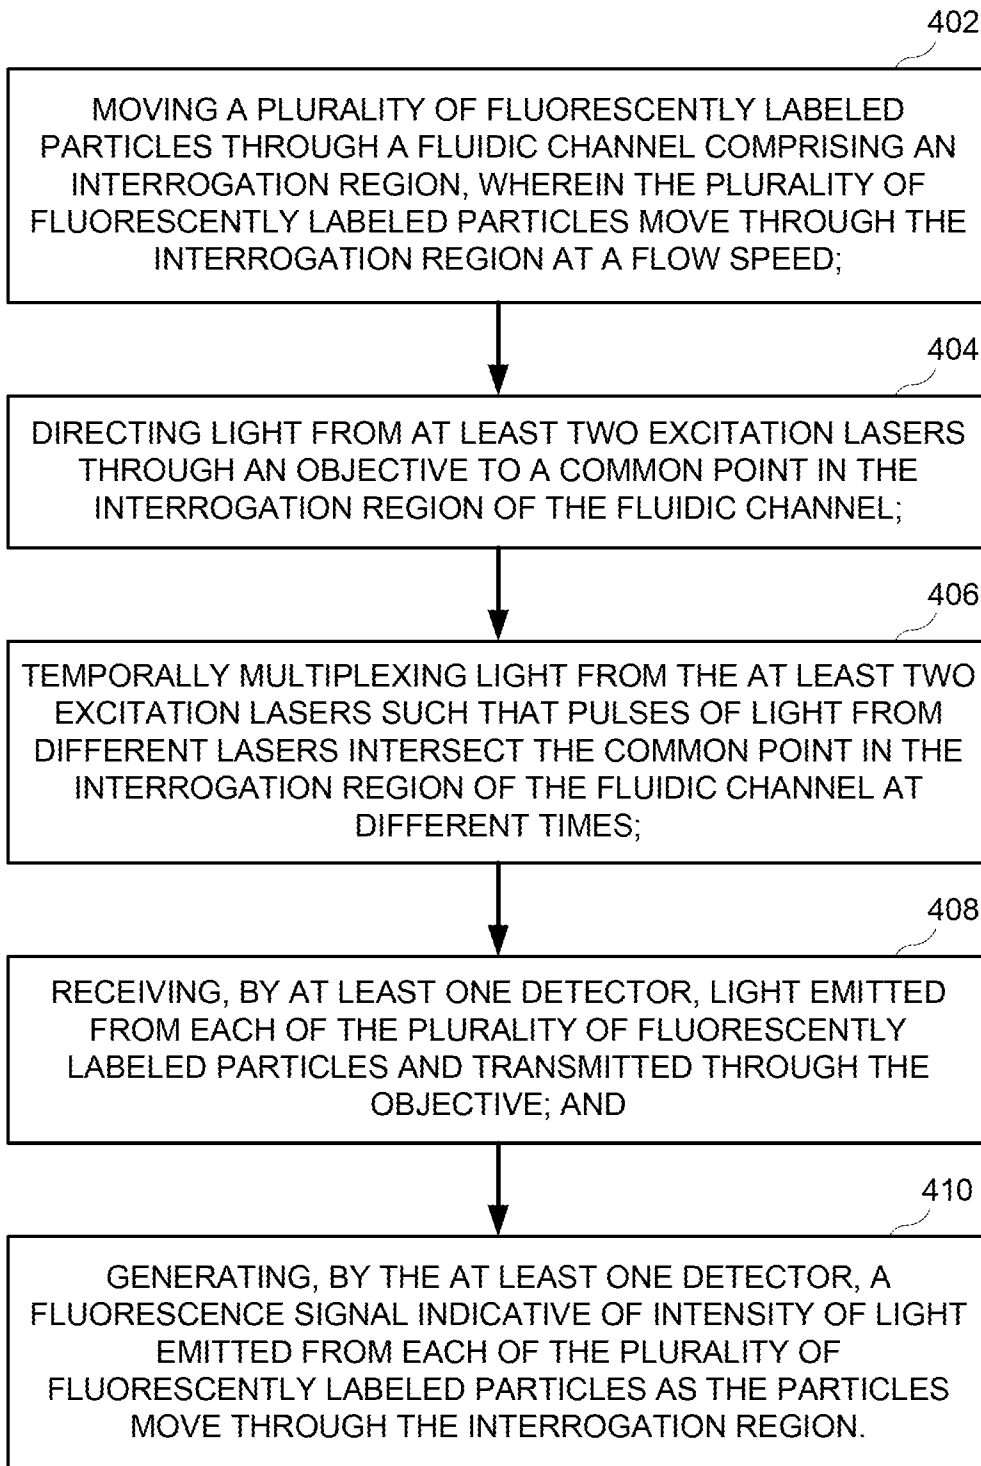 402
MOVING A PLURALITY OF FLUORESCENTLY LABELED
PARTICLES THROUGH A FLUIDIC CHANNEL COMPRISING AN
INTERROGATION REGION, WHEREIN THE PLURALITY OF
FLUORESCENTLY LABELED PARTICLES MOVE THROUGH THE
INTERROGATION REGION AT A FLOW SPEED;
404
DIRECTING LIGHT FROM AT LEAST TWO EXCITATION LASERS
THROUGH AN OBJECTIVE TO A COMMON POINT IN THE
INTERROGATION REGION OF THE FLUIDIC CHANNEL;
406
TEMPORALLY MULTIPLEXING LIGHT FROM THE AT LEAST TWO
EXCITATION LASERS SUCH THAT PULSES OF LIGHT FROM
DIFFERENT LASERS INTERSECT THE COMMON POINT IN THE
INTERROGATION REGION OF THE FLUIDIC CHANNEL AT
DIFFERENT TIMES;
408
RECEIVING, BY AT LEAST ONE DETECTOR, LIGHT EMITTED
FROM EACH OF THE PLURALITY OF FLUORESCENTLY
LABELED PARTICLES AND TRANSMITTED THROUGH THE
OBJECTIVE; AND
410
GENERATING, BY THE AT LEAST ONE DETECTOR, A
FLUORESCENCE SIGNAL INDICATIVE OF INTENSITY OF LIGHT
EMITTED FROM EACH OF THE PLURALITY OF
FLUORESCENTLY LABELED PARTICLES AS THE PARTICLES
MOVE THROUGH THE INTERROGATION REGION.